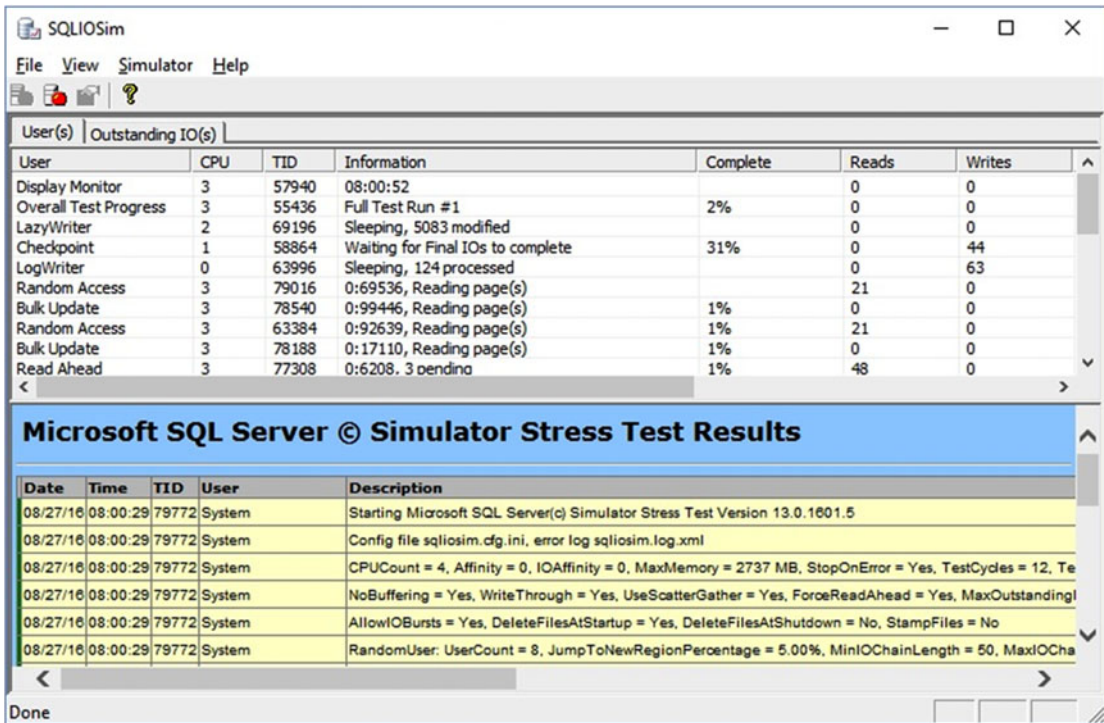 SQLIOSim
File View Simulator Help
User(s) Outstanding IO(s)
User CPU TID Information Complete Reads Writes
Display Monitor 3 57940 08:00:52 0 0
Overall Test Progress 3 55436 Full Test Run #1 2% 0 0
LazyWriter 2 69196 Sleeping, 5083 modified 0 0
Checkpoint 1 58864 Waiting for Final IOs to complete 31% 0 44
LogWriter 0 63996 Sleeping, 124 processed 0 63
Random Access 3 79016 0:69536, Reading page(s) 21 0
Bulk Update 3 78540 0:99446, Reading page(s) 1% 0 0
Random Access 3 63384 0:92639, Reading page(s) 1% 21 0
Bulk Update 3 78188 0:17110, Reading page(s) 1% 0 0
Read Ahead 3 77308 0:6208, 3 pending 1% 48 0
Microsoft SQL Server © Simulator Stress Test Results
Date Time TID User Description
08/27/16 08:00:29 79772 System Starting Microsoft SQL Server(c) Simulator Stress Test Version 13.0.1601.5
08/27/16 08:00:29 79772 System Config file sqliosim.cfg.ini, error log sqliosim.log.xml
08/27/16 08:00:29 79772 System CPUCount = 4, Affinity = 0, IOAffinity = 0, MaxMemory = 2737 MB, StopOnError = Yes, TestCycles = 12, Te
08/27/16 08:00:29 79772 System NoBuffering = Yes, WriteThrough = Yes, UseScatterGather = Yes, ForceReadAhead = Yes, MaxOutstandingI
08/27/16 08:00:29 79772 System AllowIOBursts = Yes, DeleteFilesAtStartup = Yes, DeleteFilesAtShutdown = No, StampFiles = No
08/27/16 08:00:29 79772 System RandomUser: UserCount = 8, JumpToNewRegionPercentage = 5.00%, MinIOChainLength = 50, MaxIOCha
Done